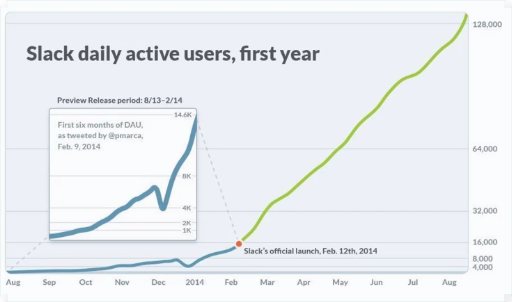 Slack daily active users, first year
128,000
Preview Release period: 8/13–2/14
14.6K
First six months of DAU,
as tweeted by @pmarca,
Feb. 9, 2014
8K
4K
2K
1K
64,000
32,000
16,000
Slack's official launch, Feb. 12th, 2014
8,000
4,000
Aug Sep Oct Nov Dec 2014 Feb Mar Apr May Jun Jul Aug